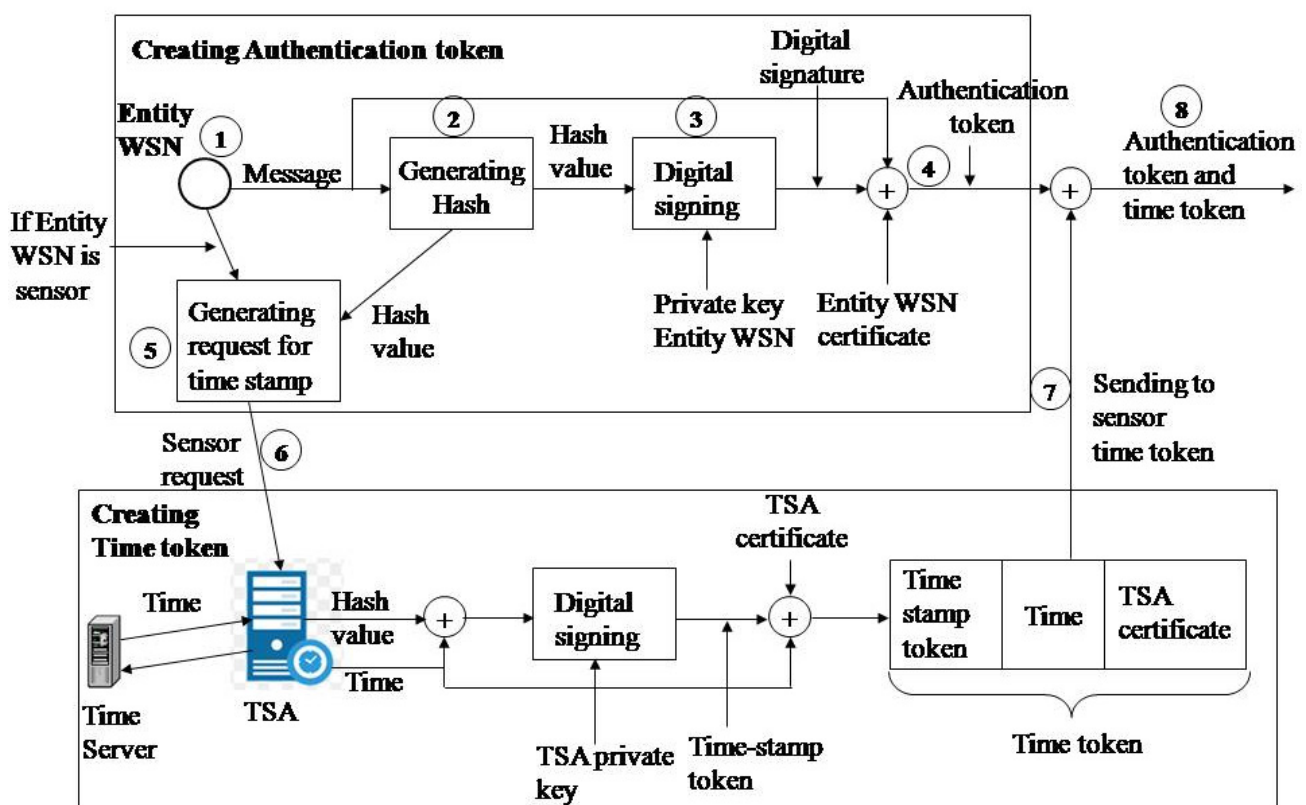 Creating Authentication token
Digital
signature
Authentication
token
8
Authentication
token and
time token
Entity
WSN
1
Message
2
Generating
Hash
Hash
value
3
Digital
signing
+
4
+
If Entity
WSN is
sensor
Private key
Entity WSN
Entity WSN
certificate
5
Generating
request for
time stamp
Hash
value
7
Sending to
sensor
time token
Sensor
request
6
Creating
Time token
TSA
certificate
Time
Hash
value
+
Digital
signing
+
Time
stamp
token
Time
TSA
certificate
Time
TSA
Time
Server
TSA private
key
Time-stamp
token
Time token